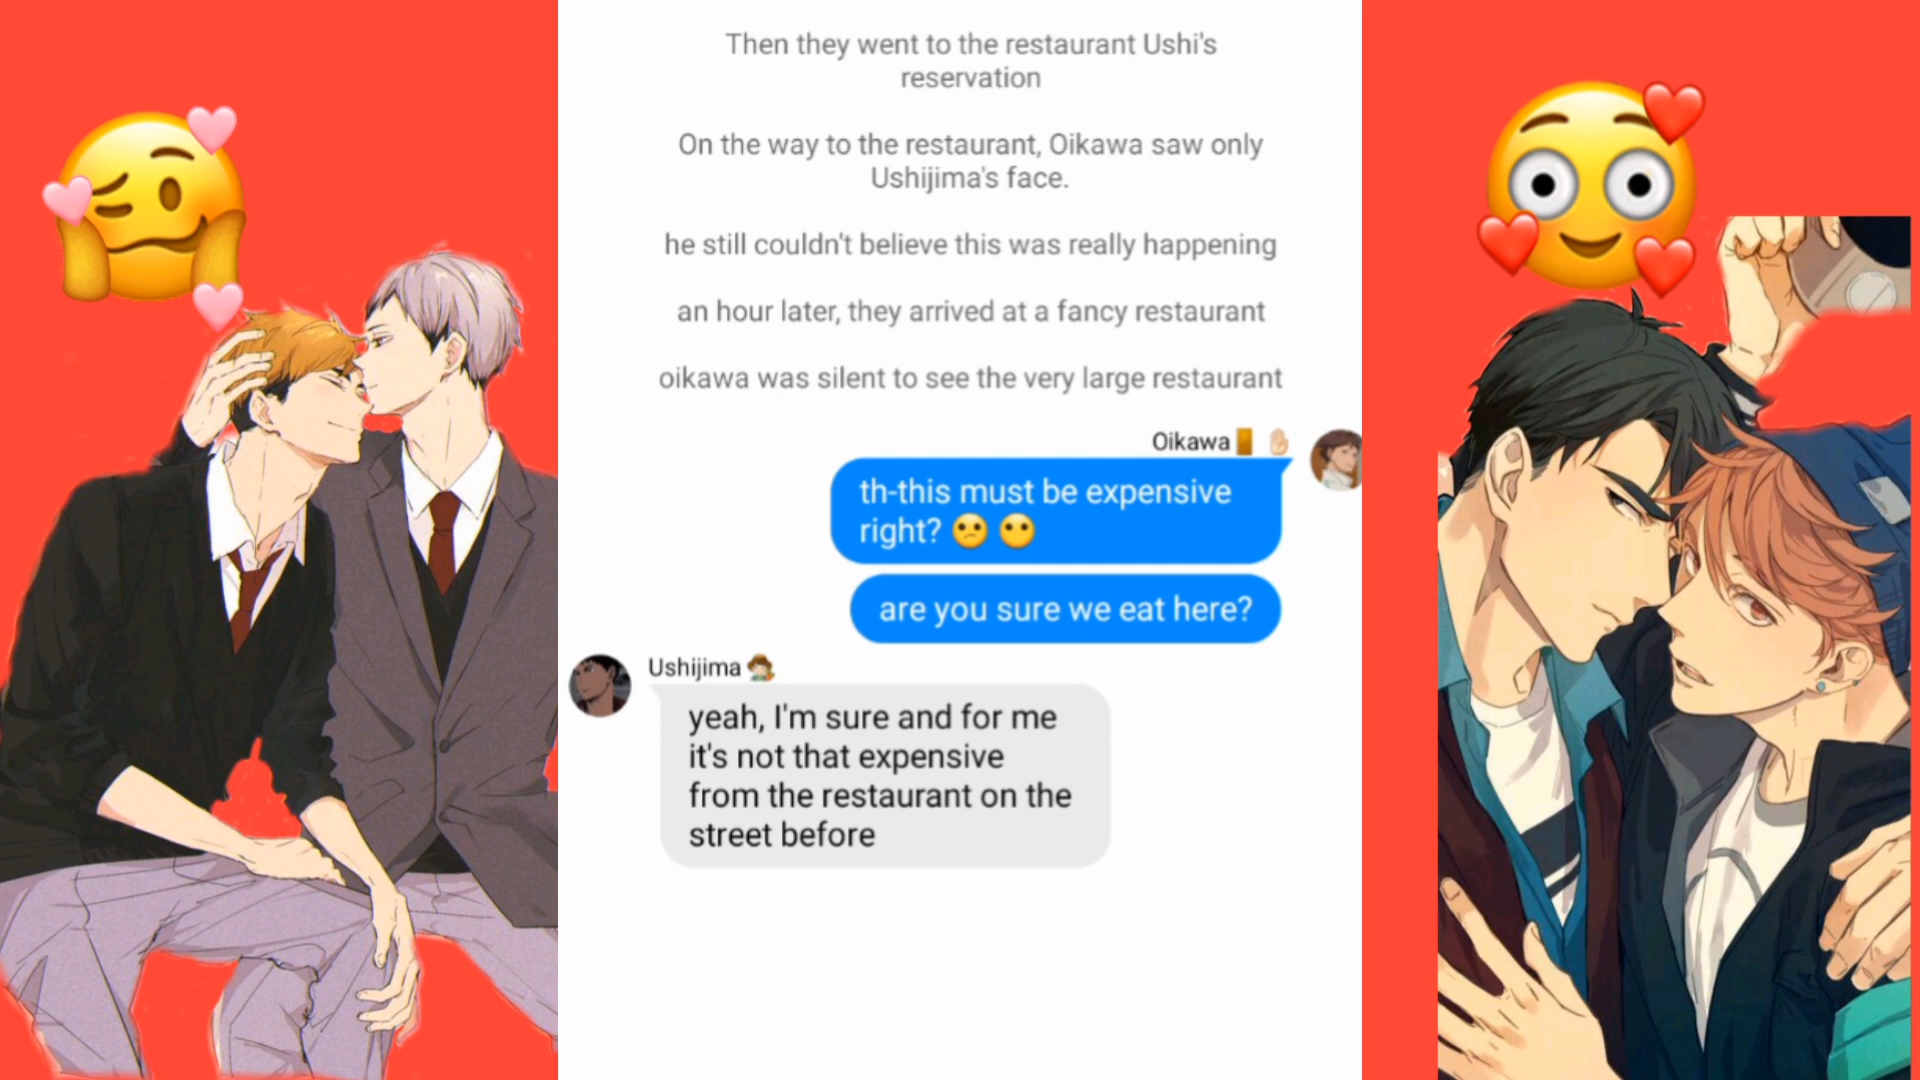 Then they went to the restaurant Ushi's
reservation
On the way to the restaurant, Oikawa saw only
Ushijima's face.
he still couldn't believe this was really happening
an hour later, they arrived at a fancy restaurant
oikawa was silent to see the very large restaurant
Oikawa🚪✋🏻
th-this must be expensive
right? 😕 😶
are you sure we eat here?
Ushijima 👩🏻‍🌾
yeah, I'm sure and for me
it's not that expensive
from the restaurant on the
street before